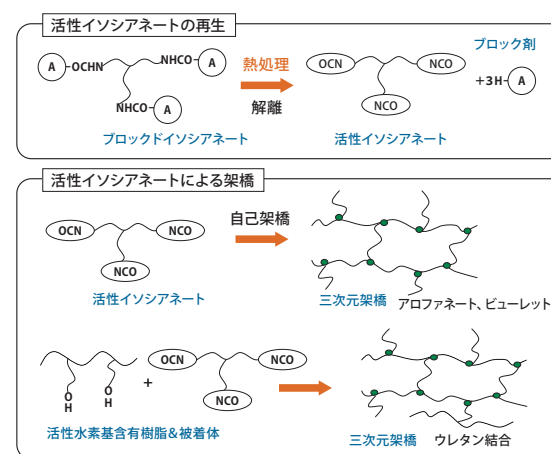 活性イソシアネートの再生
ブロック剤
A OCHN NHCO A
熱処理
OCN NCO
+3H A
NHCO A
解離
NCO
ブロックドイソシアネート
活性イソシアネート
活性イソシアネートによる架橋
OCN NCO
自己架橋
NCO
活性イソシアネート
三次元架橋 アロファネート、ビューレット
OCN NCO
+
O H O H
NCO
活性水素基含有樹脂&被着体
三次元架橋 ウレタン結合